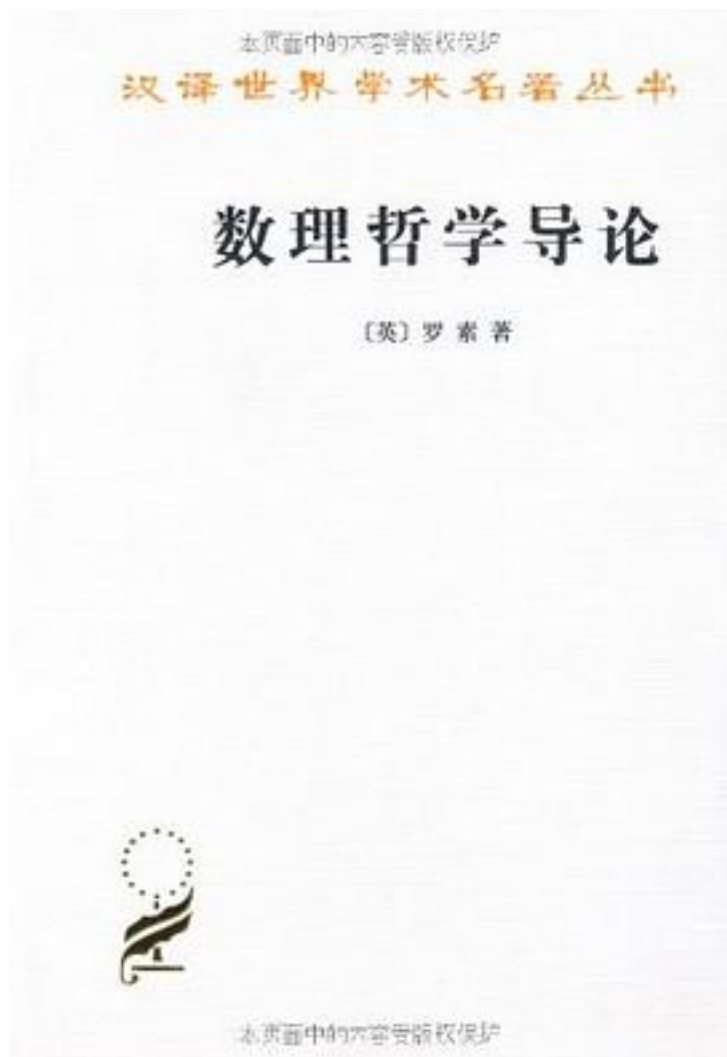 本页面中的内容受版权保护
汉译世界学术名著丛书
数理哲学导论
〔英〕罗素著
本页面中的内容受版权保护